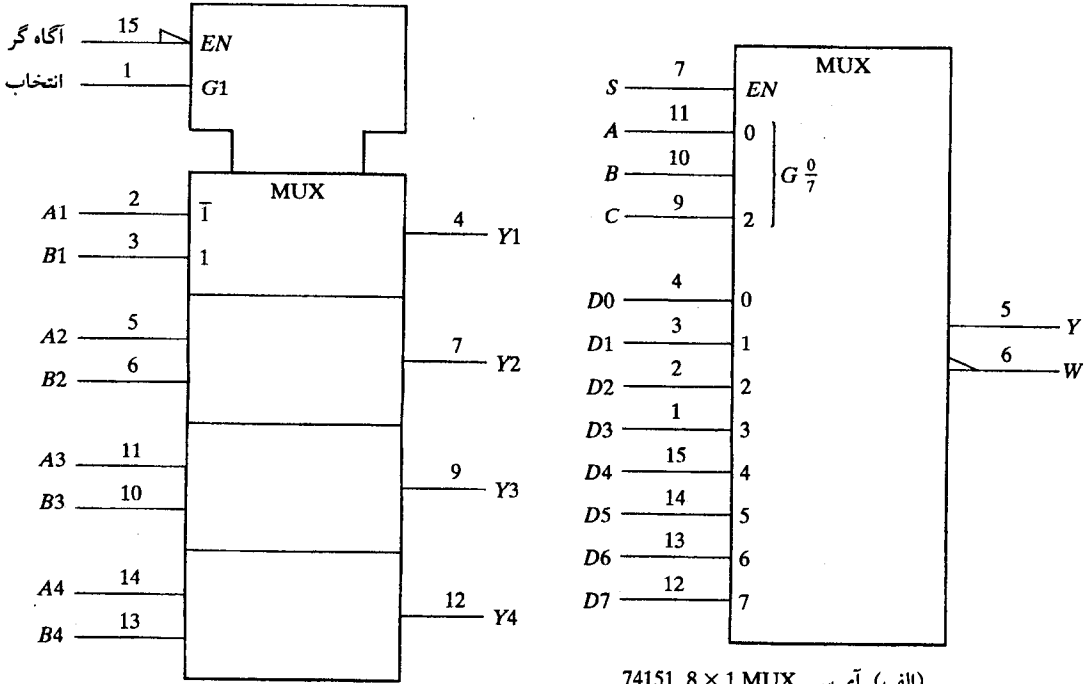 آگاه گر 15 EN
انتخاب 1 G1
MUX
A1 2 1̅ 4 Y1
B1 3 1
A2 5 7 Y2
B2 6
A3 11 9 Y3
B3 10
A4 14 12 Y4
B4 13
MUX
S 7 EN
A 11 0
B 10 G 0/7
C 9 2
D0 4 0
D1 3 1
D2 2 2
D3 1 3
D4 15 4
D5 14 5
D6 13 6
D7 12 7
5 Y
6 W
(الف) 74151 8 × 1 MUX